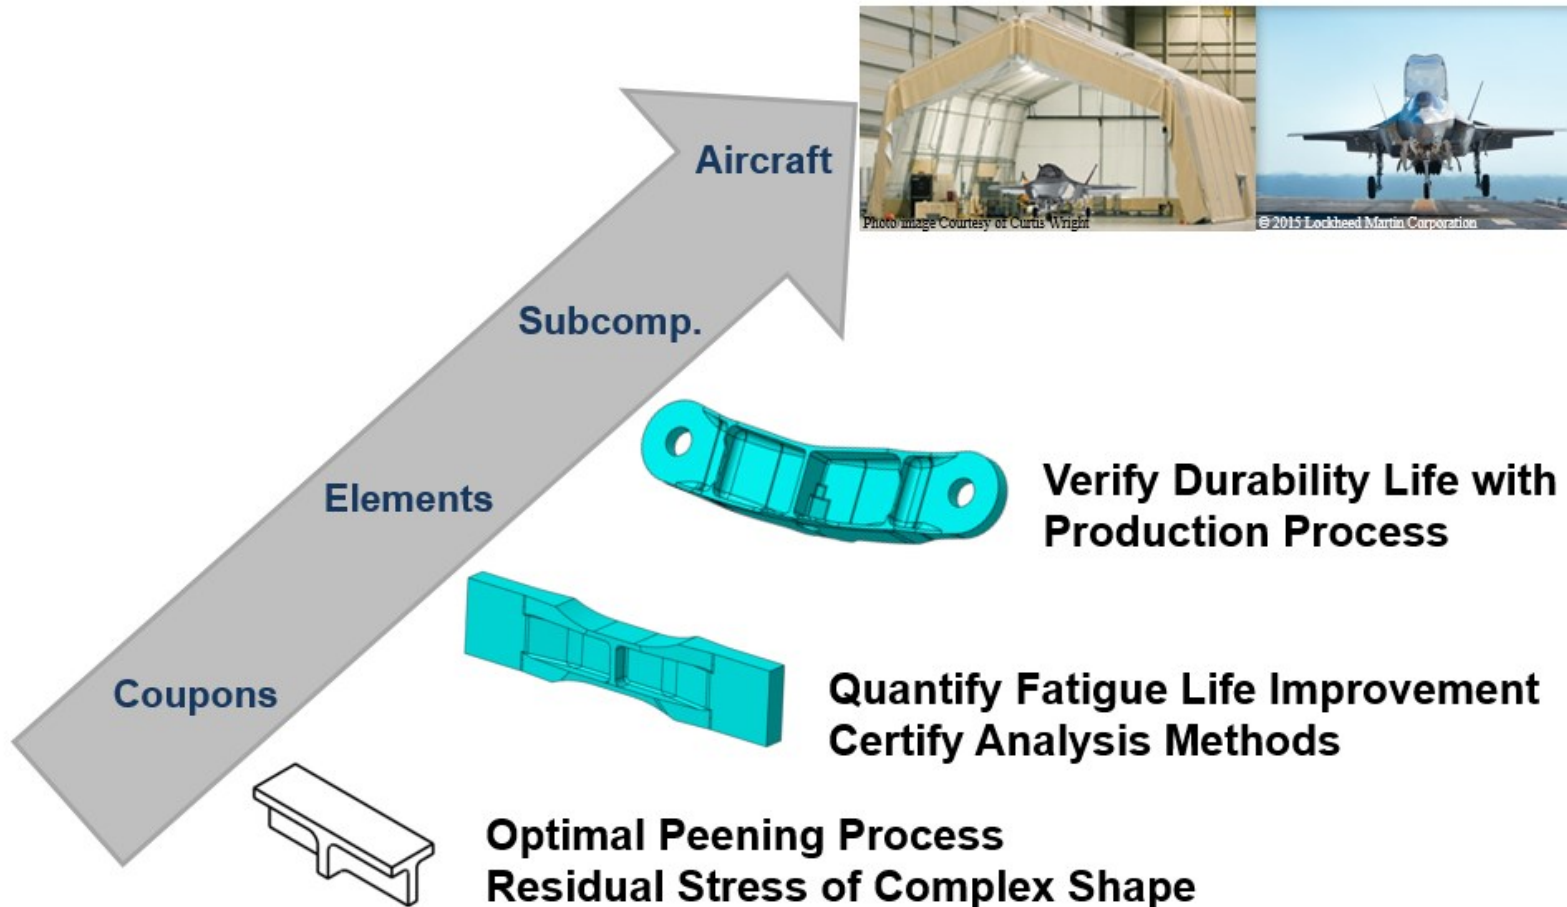 Aircraft
Photo image Courtesy of Curtis Wright
© 2015 Lockheed Martin Corporation
Subcomp.
Elements
Verify Durability Life with
Production Process
Coupons
Quantify Fatigue Life Improvement
Certify Analysis Methods
Optimal Peening Process
Residual Stress of Complex Shape